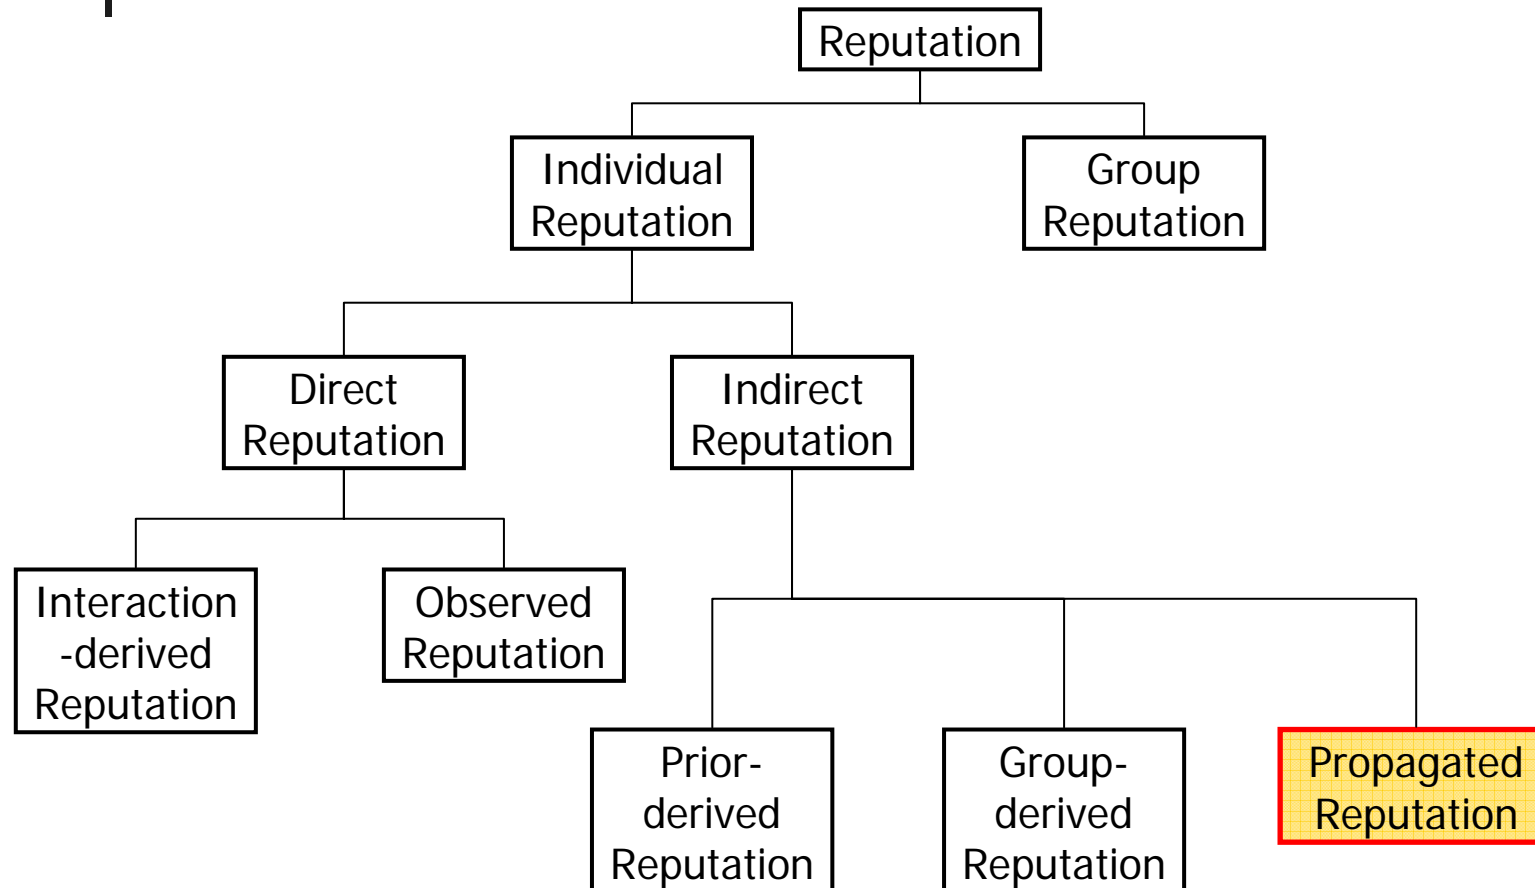 Reputation
Individual
Reputation
Group
Reputation
Direct
Reputation
Indirect
Reputation
Interaction
-derived
Reputation
Observed
Reputation
Prior-
derived
Reputation
Group-
derived
Reputation
Propagated
Reputation